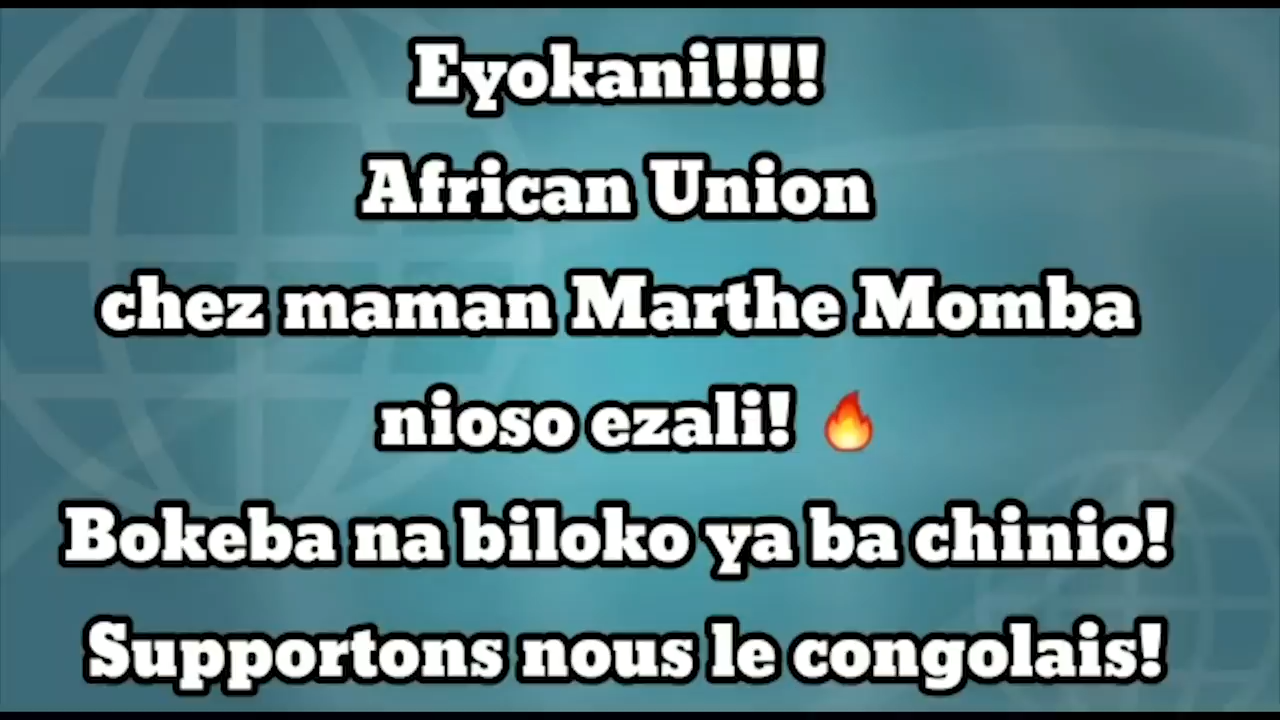 Eyokani!!!!
African Union
chez maman Marthe Momba
nioso ezali! 🔥
Bokeba na biloko ya ba chinio!
Supportons nous le congolais!